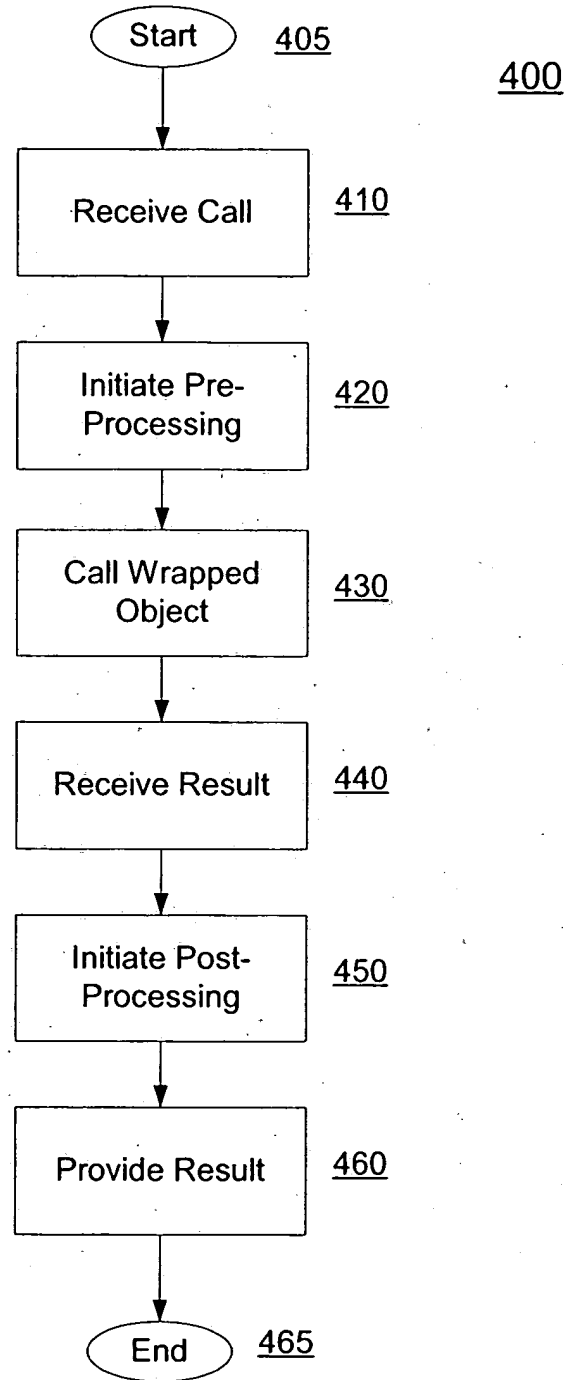 Start
405
400
Receive Call
410
Initiate Pre-
Processing
420
Call Wrapped
Object
430
Receive Result
440
Initiate Post-
Processing
450
Provide Result
460
End
465